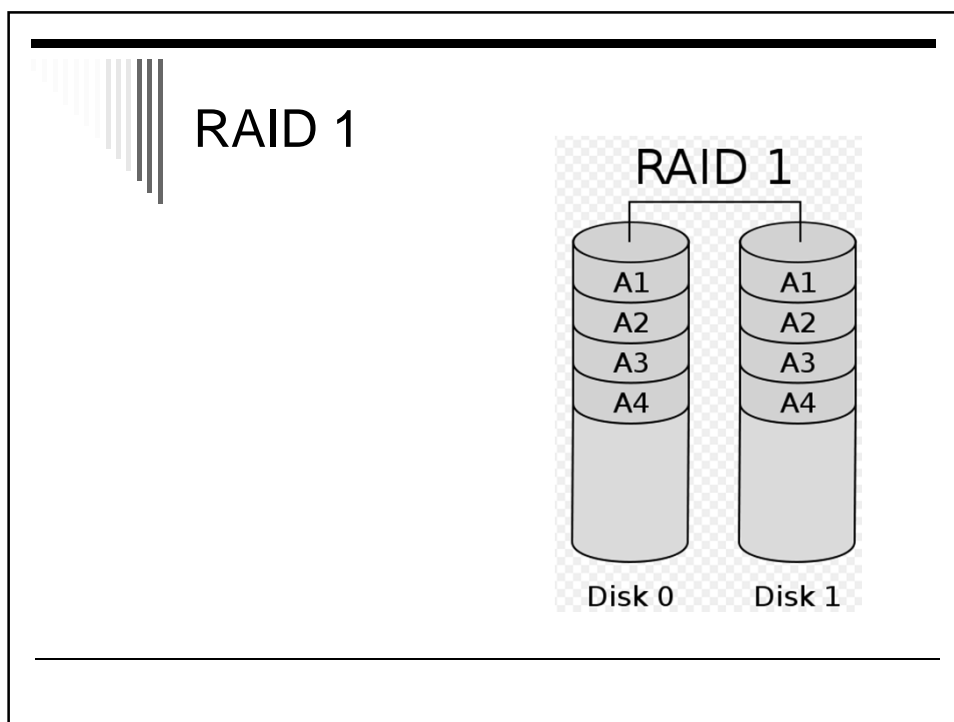 RAID 1
RAID 1
A1 A1
A2 A2
A3 A3
A4 A4
Disk 0 Disk 1